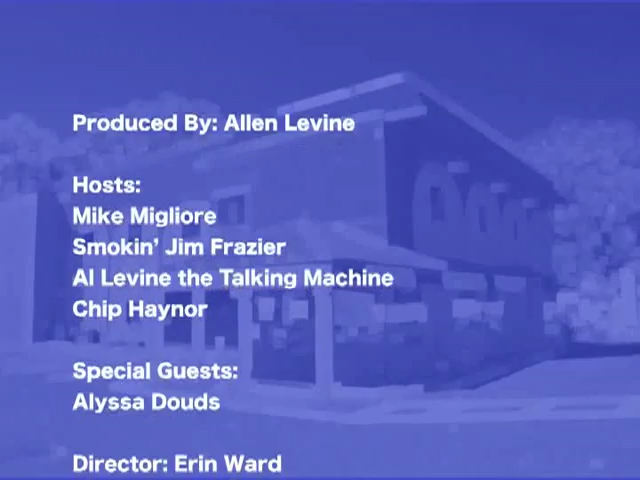 Produced By: Allen Levine
Hosts:
Mike Migliore
Smokin’ Jim Frazier
Al Levine the Talking Machine
Chip Haynor
Special Guests:
Alyssa Douds
Director: Erin Ward